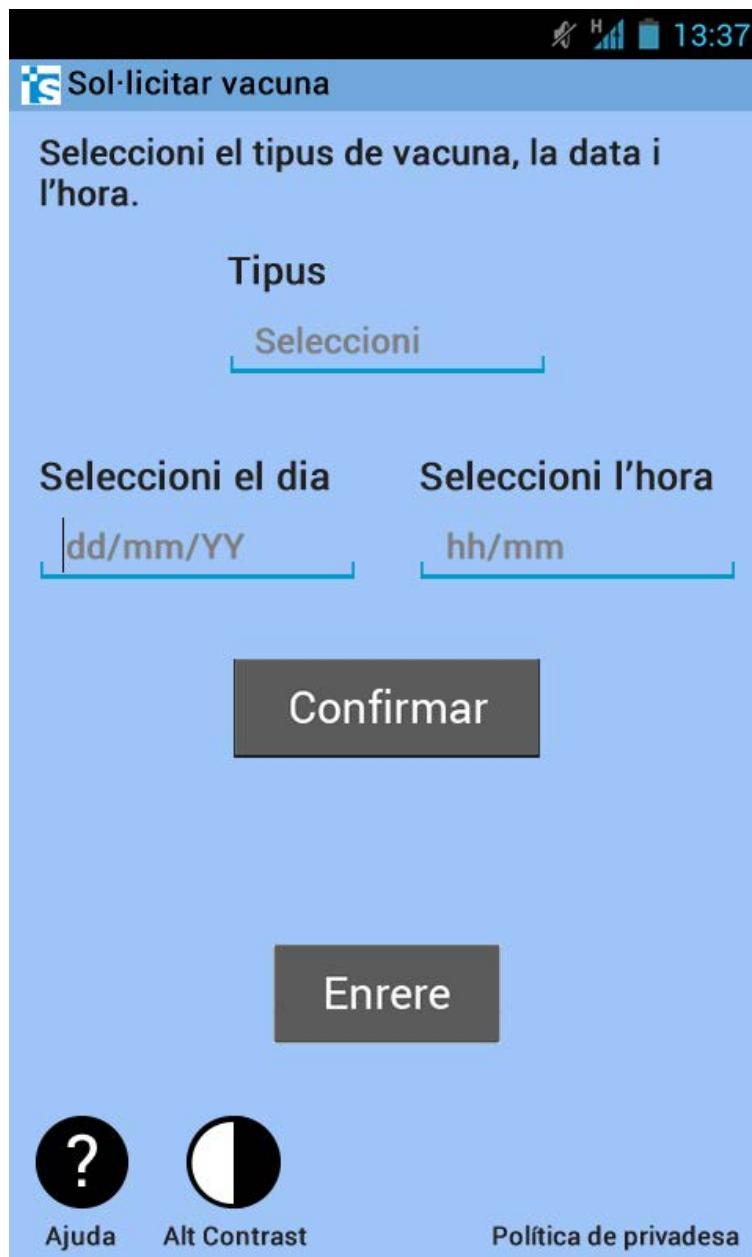 H 13:37
is Sol·licitar vacuna
Seleccioni el tipus de vacuna, la data i
l'hora.
Tipus
Seleccioni
Seleccioni el dia Seleccioni l'hora
dd/mm/YY hh/mm
Confirmar
Enrere
?
Ajuda Alt Contrast Política de privadesa